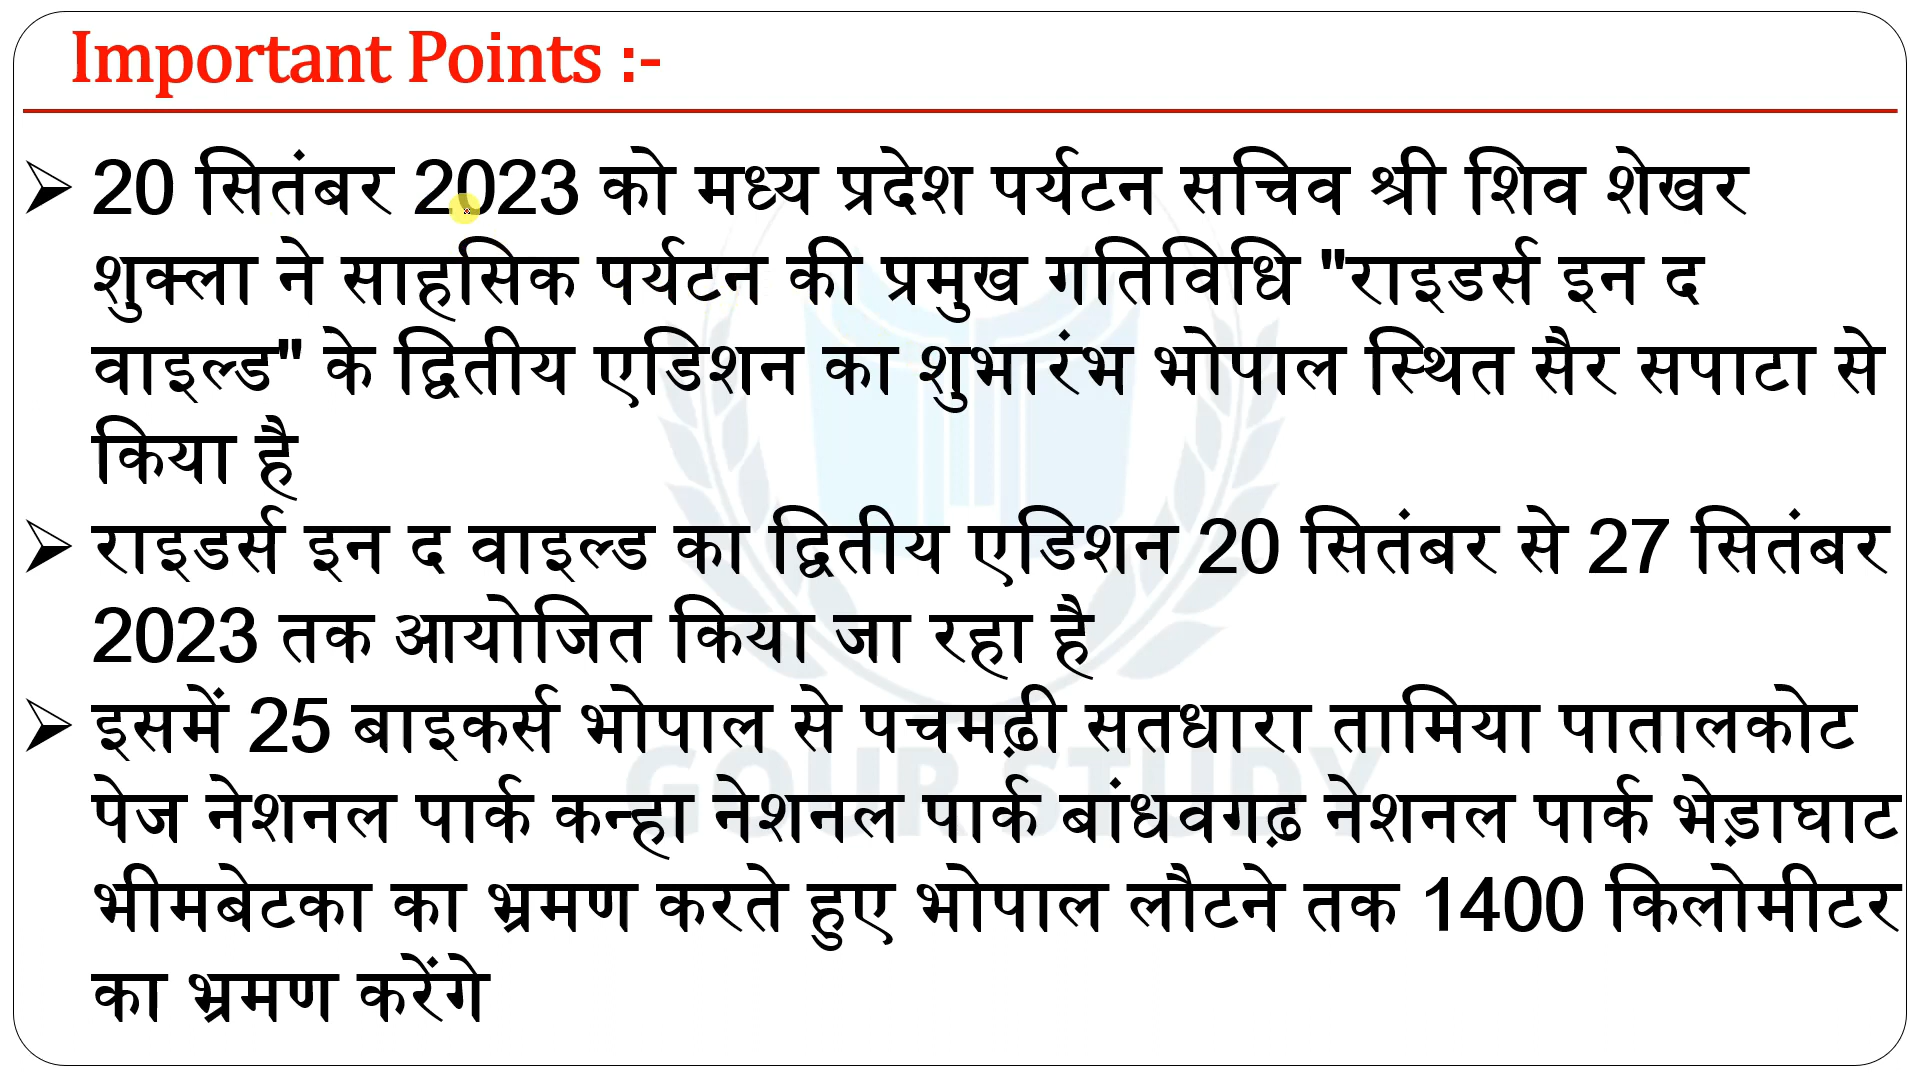 Important Points :-
20 सितंबर 2023 को मध्य प्रदेश पर्यटन सचिव श्री शिव शेखर
शुक्ला ने साहसिक पर्यटन की प्रमुख गतिविधि "राइडर्स इन द
वाइल्ड" के द्वितीय एडिशन का शुभारंभ भोपाल स्थित सैर सपाटा से
किया है
राइडर्स इन द वाइल्ड का द्वितीय एडिशन 20 सितंबर से 27 सितंबर
2023 तक आयोजित किया जा रहा है
इसमें 25 बाइकर्स भोपाल से पचमढ़ी सतधारा तामिया पातालकोट
पेज नेशनल पार्क कन्हा नेशनल पार्क बांधवगढ़ नेशनल पार्क भेड़ाघाट
भीमबेटका का भ्रमण करते हुए भोपाल लौटने तक 1400 किलोमीटर
का भ्रमण करेंगे
GOUR STUDY